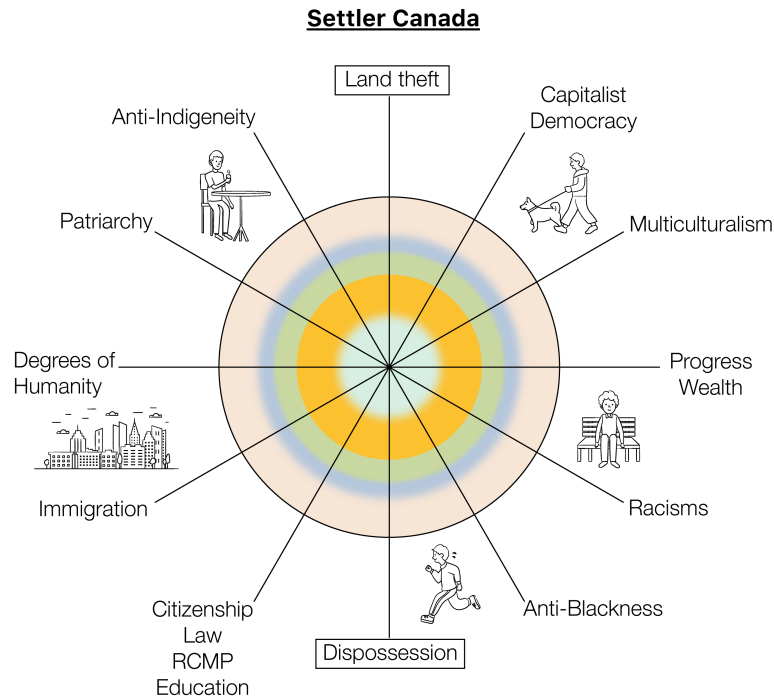 Settler Canada
Land theft
Capitalist
Democracy
Anti-Indigeneity
Patriarchy
Multiculturalism
Degrees of
Humanity
Progress
Wealth
Immigration
Racisms
Citizenship
Law
RCMP
Education
Anti-Blackness
Dispossession